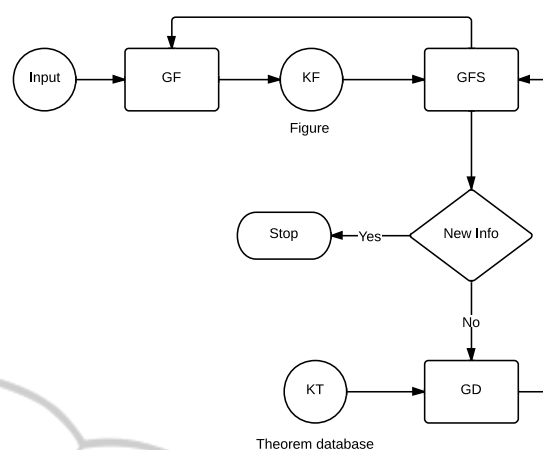 Input
GF
KF
GFS
Figure
Stop
Yes
New Info
No
KT
GD
Theorem database